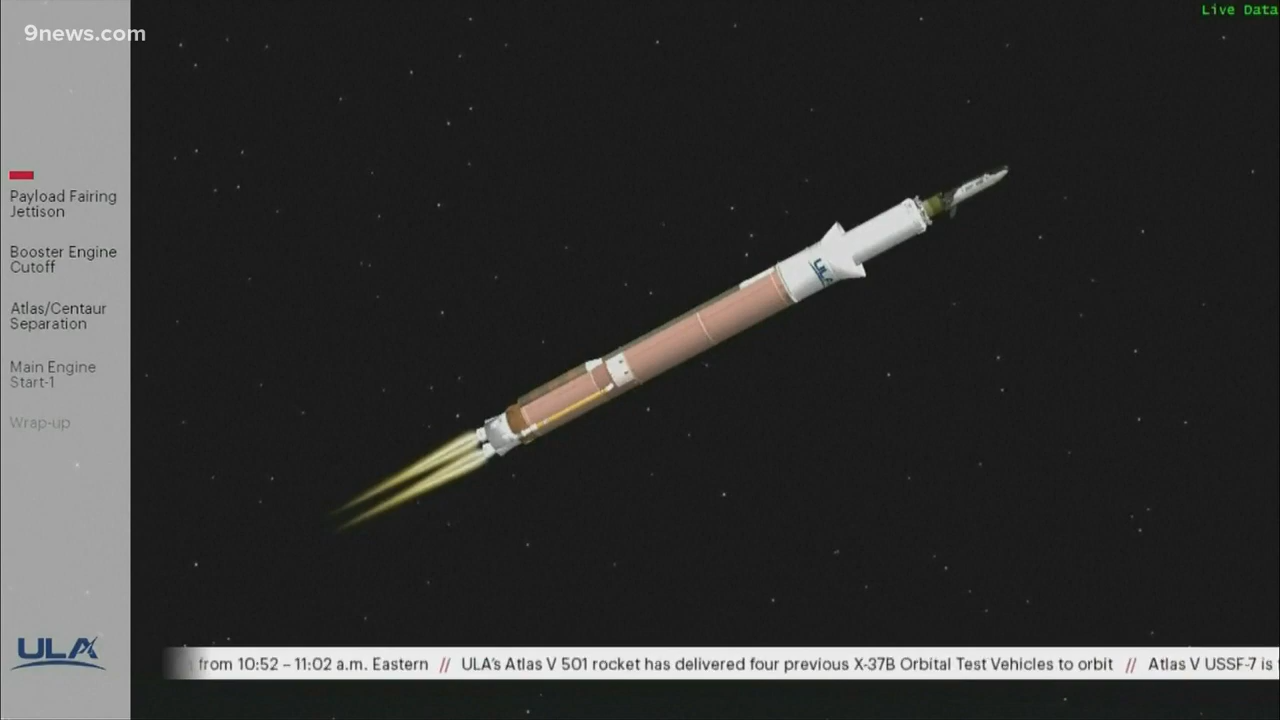 9news.com
Live Data
Payload Fairing
Jettison
Booster Engine
Cutoff
Atlas/Centaur
Separation
Main Engine
Start-1
Wrap-up
ULA
ULA
from 10:52 – 11:02 a.m. Eastern // ULA's Atlas V 501 rocket has delivered four previous X-37B Orbital Test Vehicles to orbit // Atlas V USSF-7 is